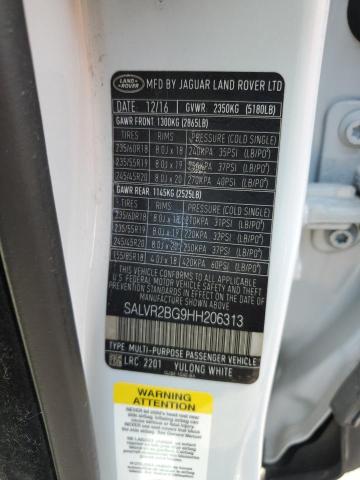 LAND ROVER
MFD BY JAGUAR LAND ROVER LTD
DATE 12/16 GVWR. 2350KG (5180LB)
GAWR FRONT 1300KG (2865LB)
TIRES RIMS PRESSURE (COLD SINGLE)
235/60R18 8.0J x 18 240KPA 35PSI (LB/PO²)
235/55R19 8.0J x 19 37PSI (LB/PO²)
245/45R20 8.0J x 20 270KPA 40PSI (LB/PO²)
GAWR REAR 1145KG (2525LB)
TIRES RIMS PRESSURE (COLD SINGLE)
235/60R18 8.0J x 18 210KPA 31PSI (LB/PO²)
235/55R19 8.0J x 19 220KPA 32PSI (LB/PO²)
245/45R20 8.0J x 20 250KPA 37PSI (LB/PO²)
155/85R18 4.0J x 18 420KPA 60PSI (LB/PO²)
THIS VEHICLE CONFORMS TO ALL APPLICABLE
U.S. FEDERAL MOTOR VEHICLE SAFETY AND
THEFT PREVENTION STANDARDS IN EFFECT ON
THE DATE OF MANUFACTURE SHOWN ABOVE
SALVR2BG9HH206313
TYPE MULTI-PURPOSE PASSENGER VEHICLE
LRC 2201 YULONG WHITE
WARNING
ATTENTION